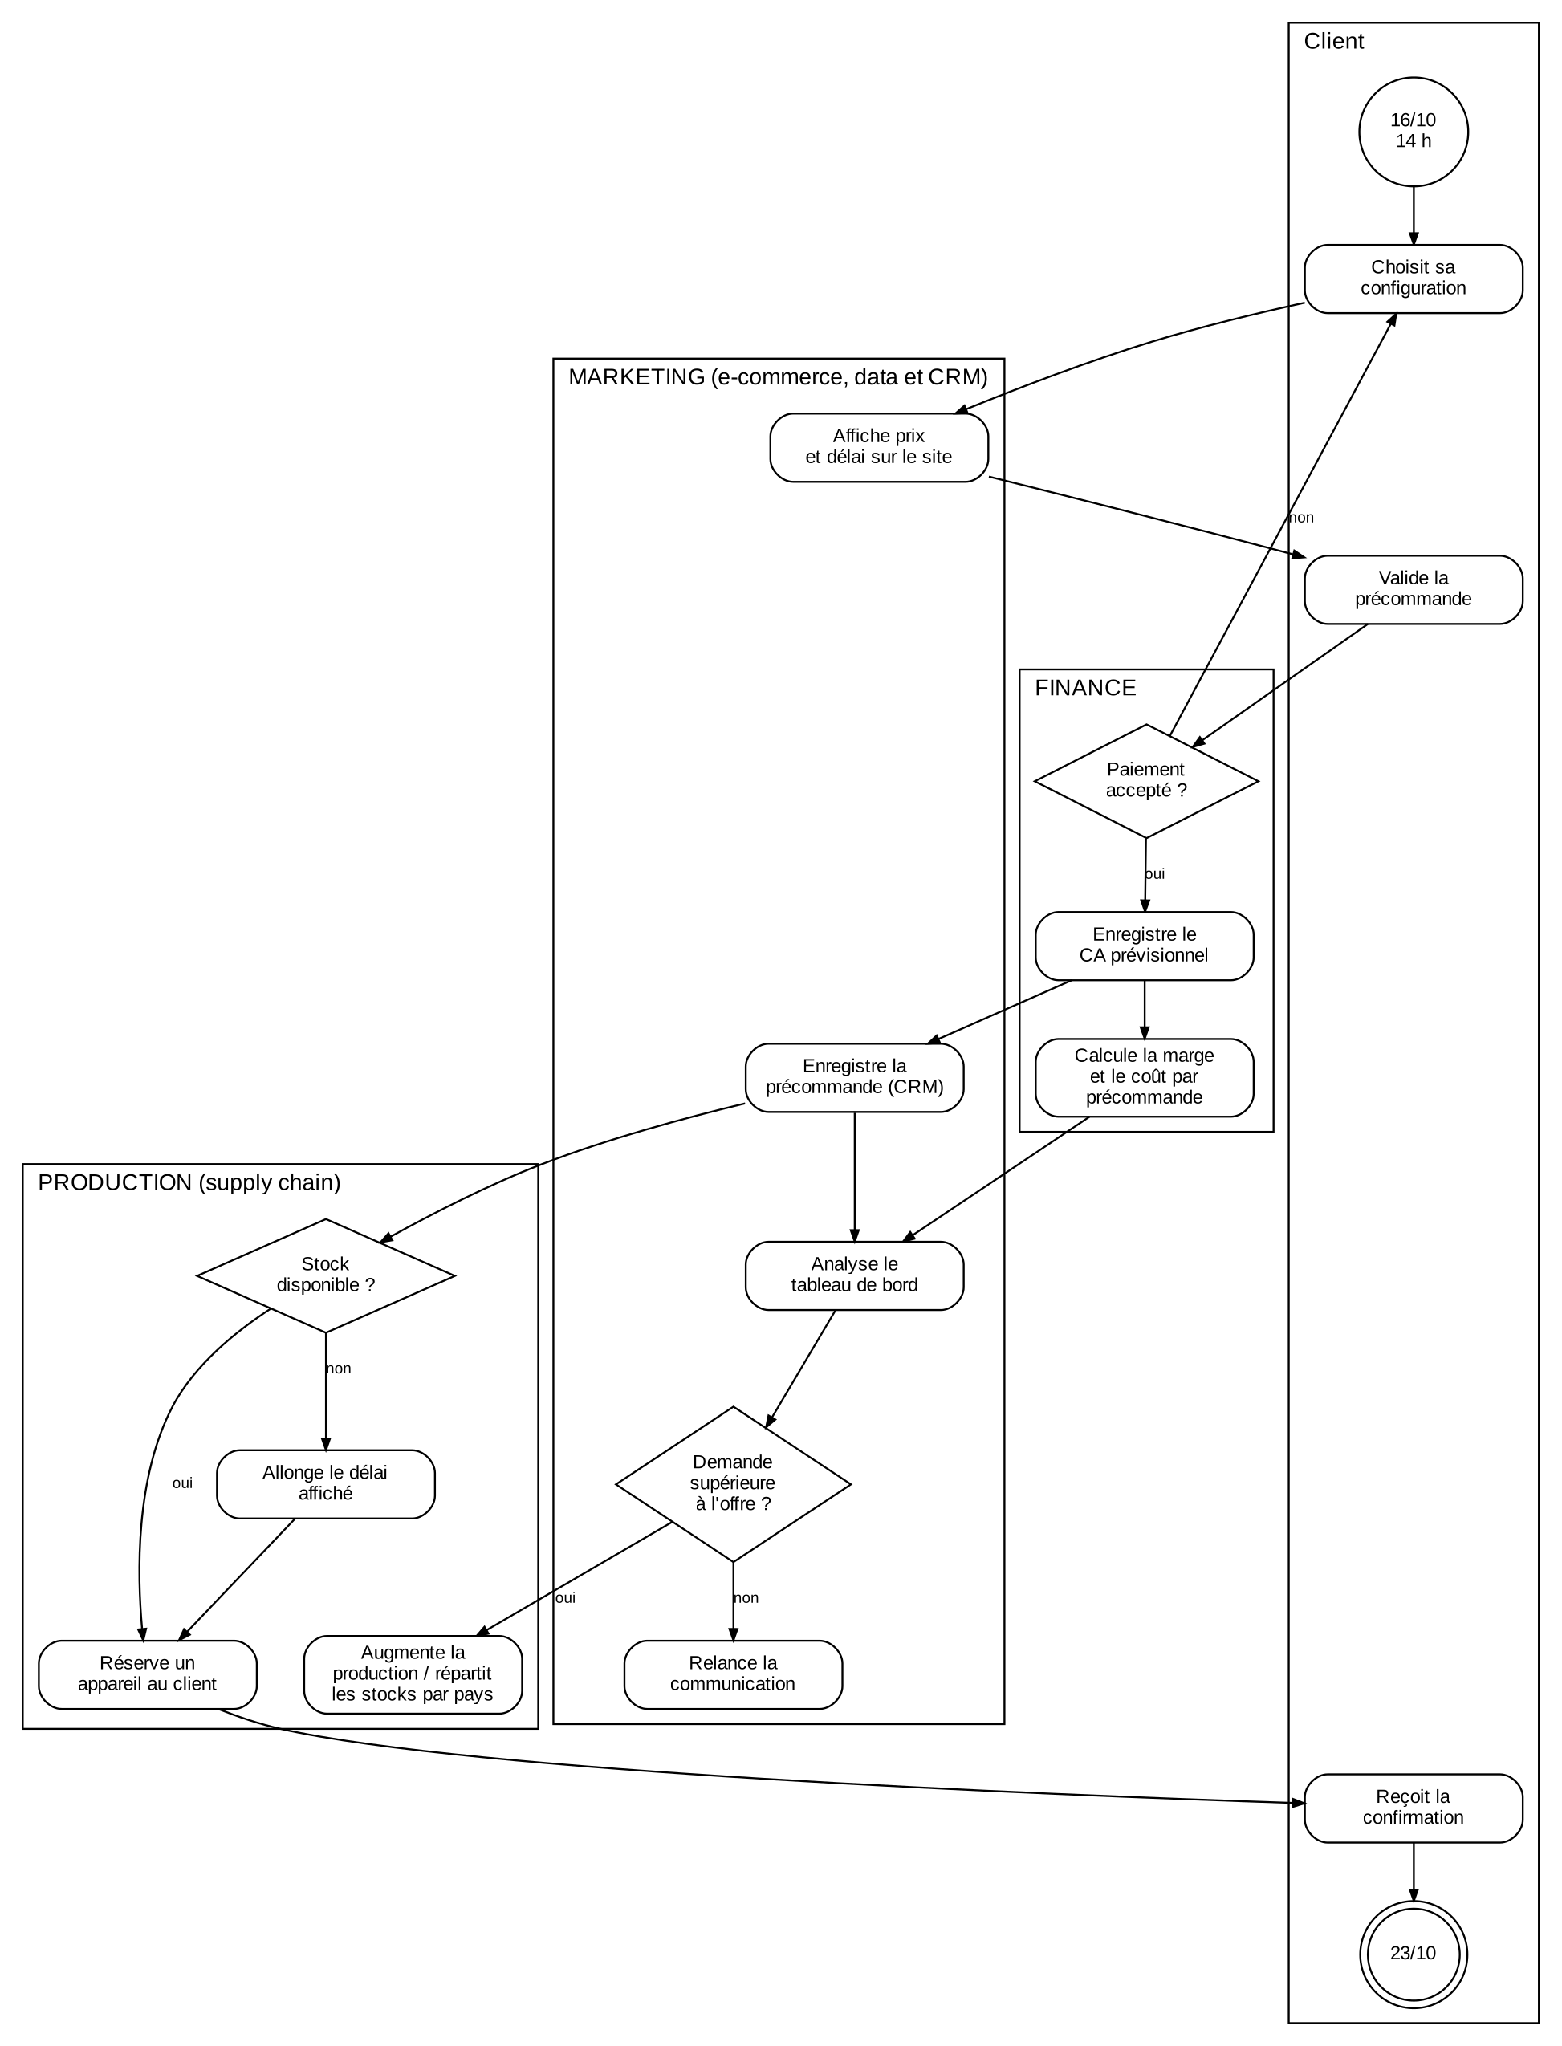 Client
16/10
14 h
Choisit sa
configuration
MARKETING (e-commerce, data et CRM)
Affiche prix
et délai sur le site
non
Valide la
précommande
FINANCE
Paiement
accepté ?
oui
Enregistre le
CA prévisionnel
Enregistre la
précommande (CRM)
Calcule la marge
et le coût par
précommande
PRODUCTION (supply chain)
Stock
disponible ?
Analyse le
tableau de bord
non
oui
Allonge le délai
affiché
Demande
supérieure
à l'offre ?
oui
non
Réserve un
appareil au client
Augmente la
production / répartit
les stocks par pays
Relance la
communication
Reçoit la
confirmation
23/10